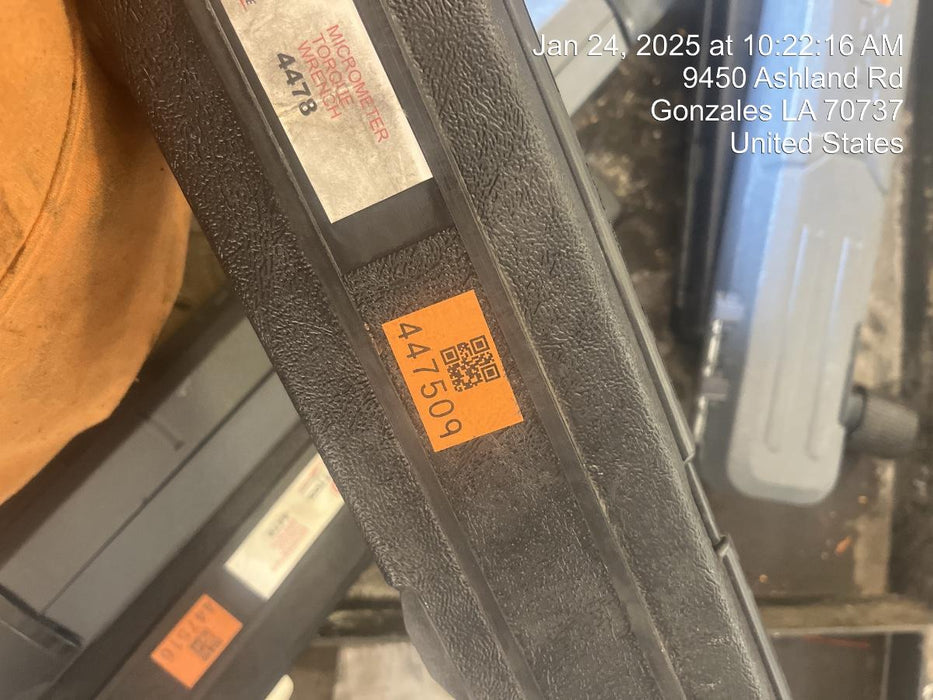 Jan 24, 2025 at 10:22:16 AM
9450 Ashland Rd
Gonzales LA 70737
United States
MICROMETER
TORQUE
WRENCH
4478
447509
447516